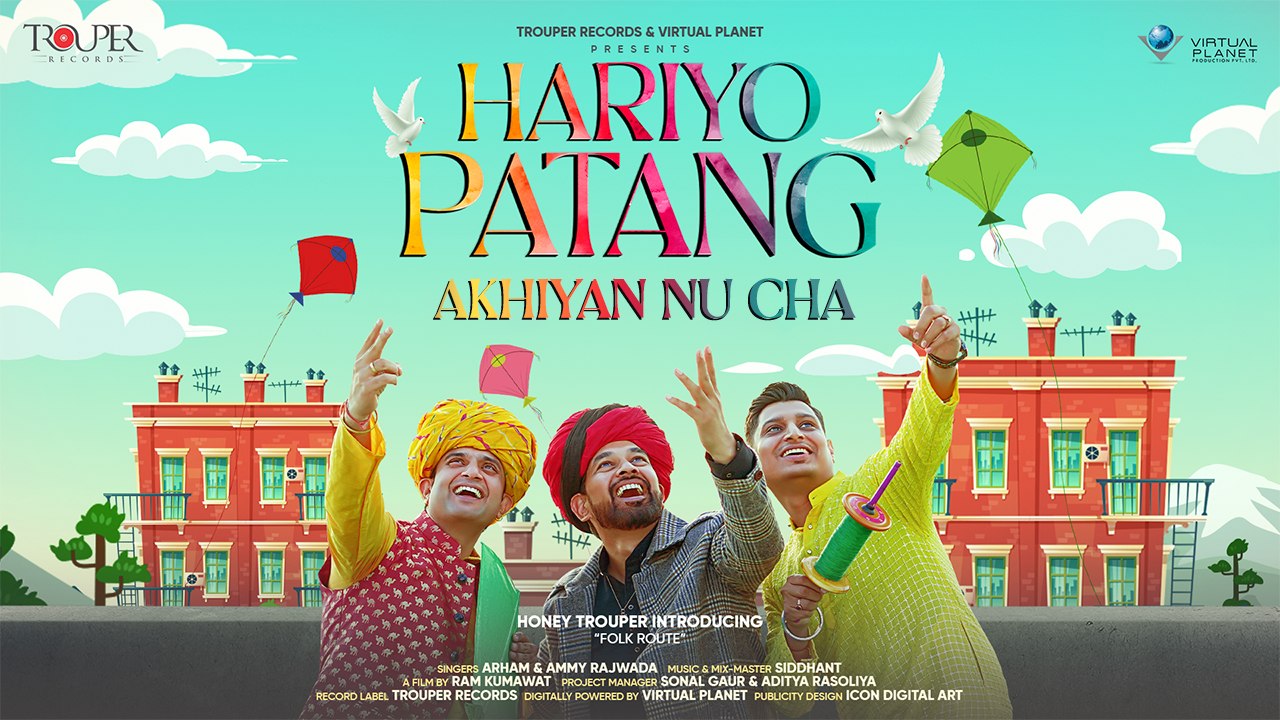 TROUPER
RECORDS
TROUPER RECORDS & VIRTUAL PLANET
PRESENTS
VIRTUAL
PLANET
PRODUCTION PVT. LTD.
HARIYO
PATANG
AKHIYAN NU CHA
HONEY TROUPER INTRODUCING
"FOLK ROUTE"
SINGERS ARHAM & AMMY RAJWADA MUSIC & MIX-MASTER SIDDHANT
A FILM BY RAM KUMAWAT PROJECT MANAGER SONAL GAUR & ADITYA RASOLIYA
RECORD LABEL TROUPER RECORDS DIGITALLY POWERED BY VIRTUAL PLANET PUBLICITY DESIGN ICON DIGITAL ART